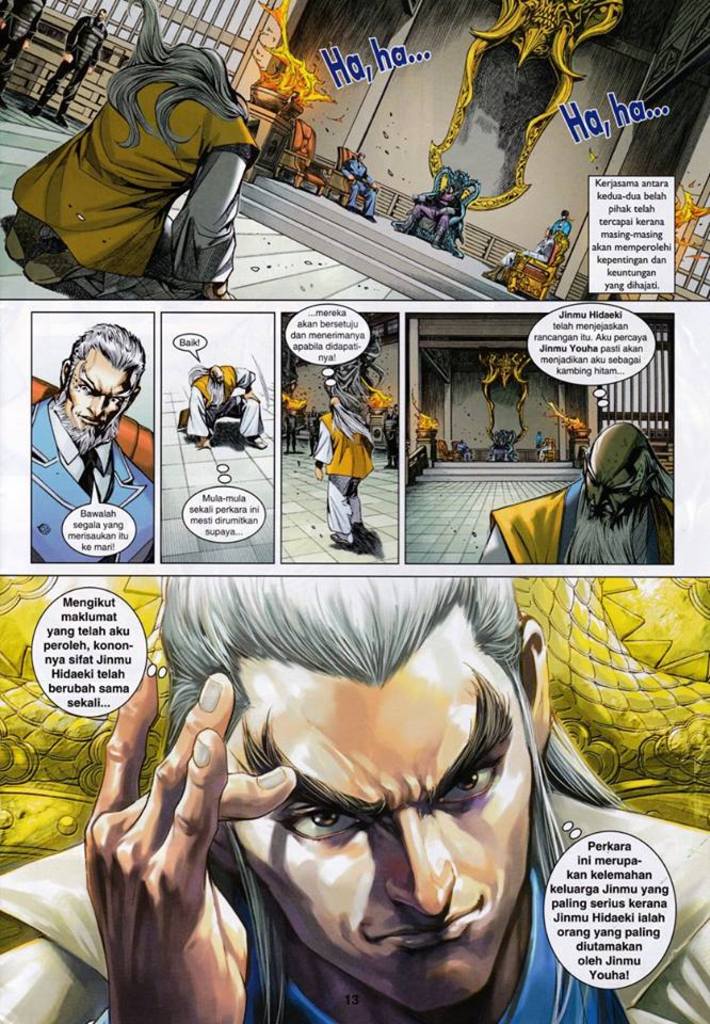 Ha, ha...
Ha, ha...
Kerjasama antara
kedua-dua belah
pihak telah
tercapai kerana
masing-masing
akan memperolehi
kepentingan dan
keuntungan
yang dihajati.
Bawalah
segala yang
merisaukan itu
ke mari!
Baik!
Mula-mula
sekali perkara ini
mesti dirumitkan
supaya...
...mereka
akan bersetuju
dan menerimanya
apabila didapati-
nya!
Jinmu Hidaeki
telah menjejaskan
rancangan itu. Aku percaya
Jinmu Youha pasti akan
menjadikan aku sebagai
kambing hitam...
Mengikut
maklumat
yang telah aku
peroleh, konon-
nya sifat Jinmu
Hidaeki telah
berubah sama
sekali...
Perkara
ini merupa-
kan kelemahan
keluarga Jinmu yang
paling serius kerana
Jinmu Hidaeki ialah
orang yang paling
diutamakan
oleh Jinmu
Youha!
13